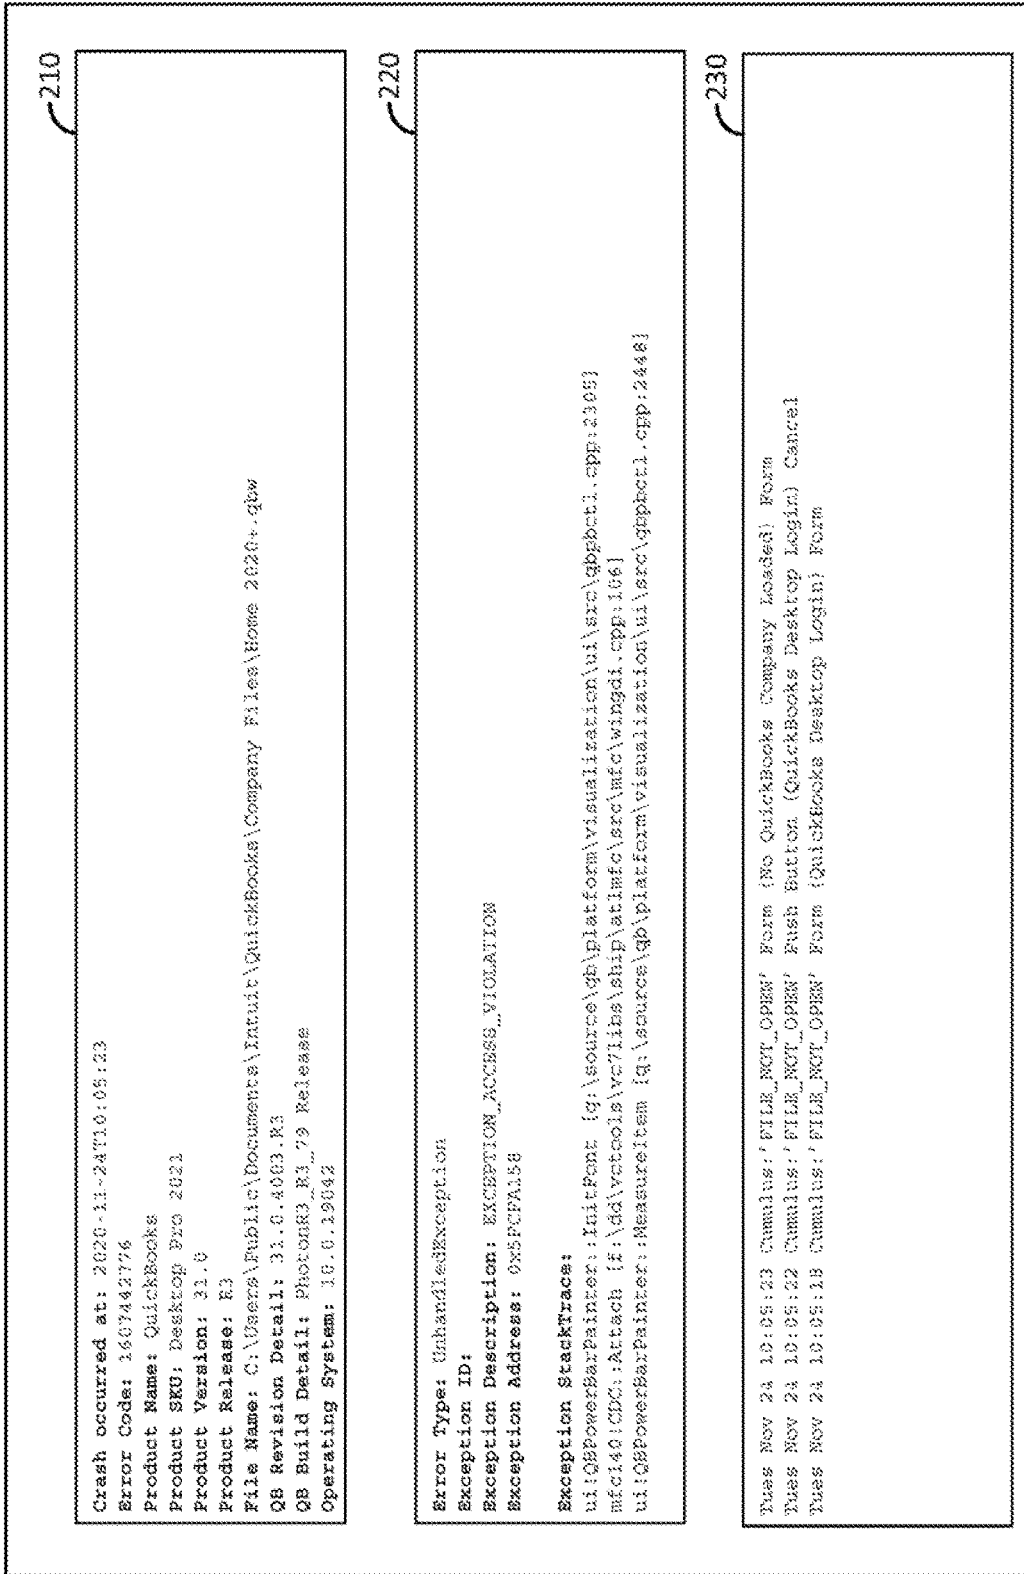 210
Crash occurred at: 2020-11-24T10:05:23
Error Code: 1607442776
Product Name: QuickBooks
Product SKU: Desktop Pro 2021
Product Version: 31.0
Product Release: R3
File Name: C:\Users\Public\Documents\Intuit\QuickBooks\Company Files\Home 2020+.qbw
QB Revision Detail: 31.0.4003.R3
QB Build Detail: PhotonR3_R3_79 Release
Operating System: 10.0.19042
220
Error Type: UnhandledException
Exception ID:
Exception Description: EXCEPTION_ACCESS_VIOLATION
Exception Address: 0x5FCFA158
Exception StackTrace:
ui!QBPowerBarPainter::InitFont [q:\source\qb\platform\visualization\ui\src\qbpbctl.cpp:2305]
mfc140!CDC::Attach [f:\dd\vctools\vc7libs\ship\atlmfc\src\mfc\wingdi.cpp:106]
ui!QBPowerBarPainter::MeasureItem [q:\source\qb\platform\visualization\ui\src\qbpbctl.cpp:2448]
230
Tues Nov 24 10:05:23 Cumulus:'FILE_NOT_OPEN' Form (No QuickBooks Company Loaded) Form
Tues Nov 24 10:05:22 Cumulus:'FILE_NOT_OPEN' Push Button (QuickBooks Desktop Login) Cancel
Tues Nov 24 10:05:18 Cumulus:'FILE_NOT_OPEN' Form (QuickBooks Desktop Login) Form